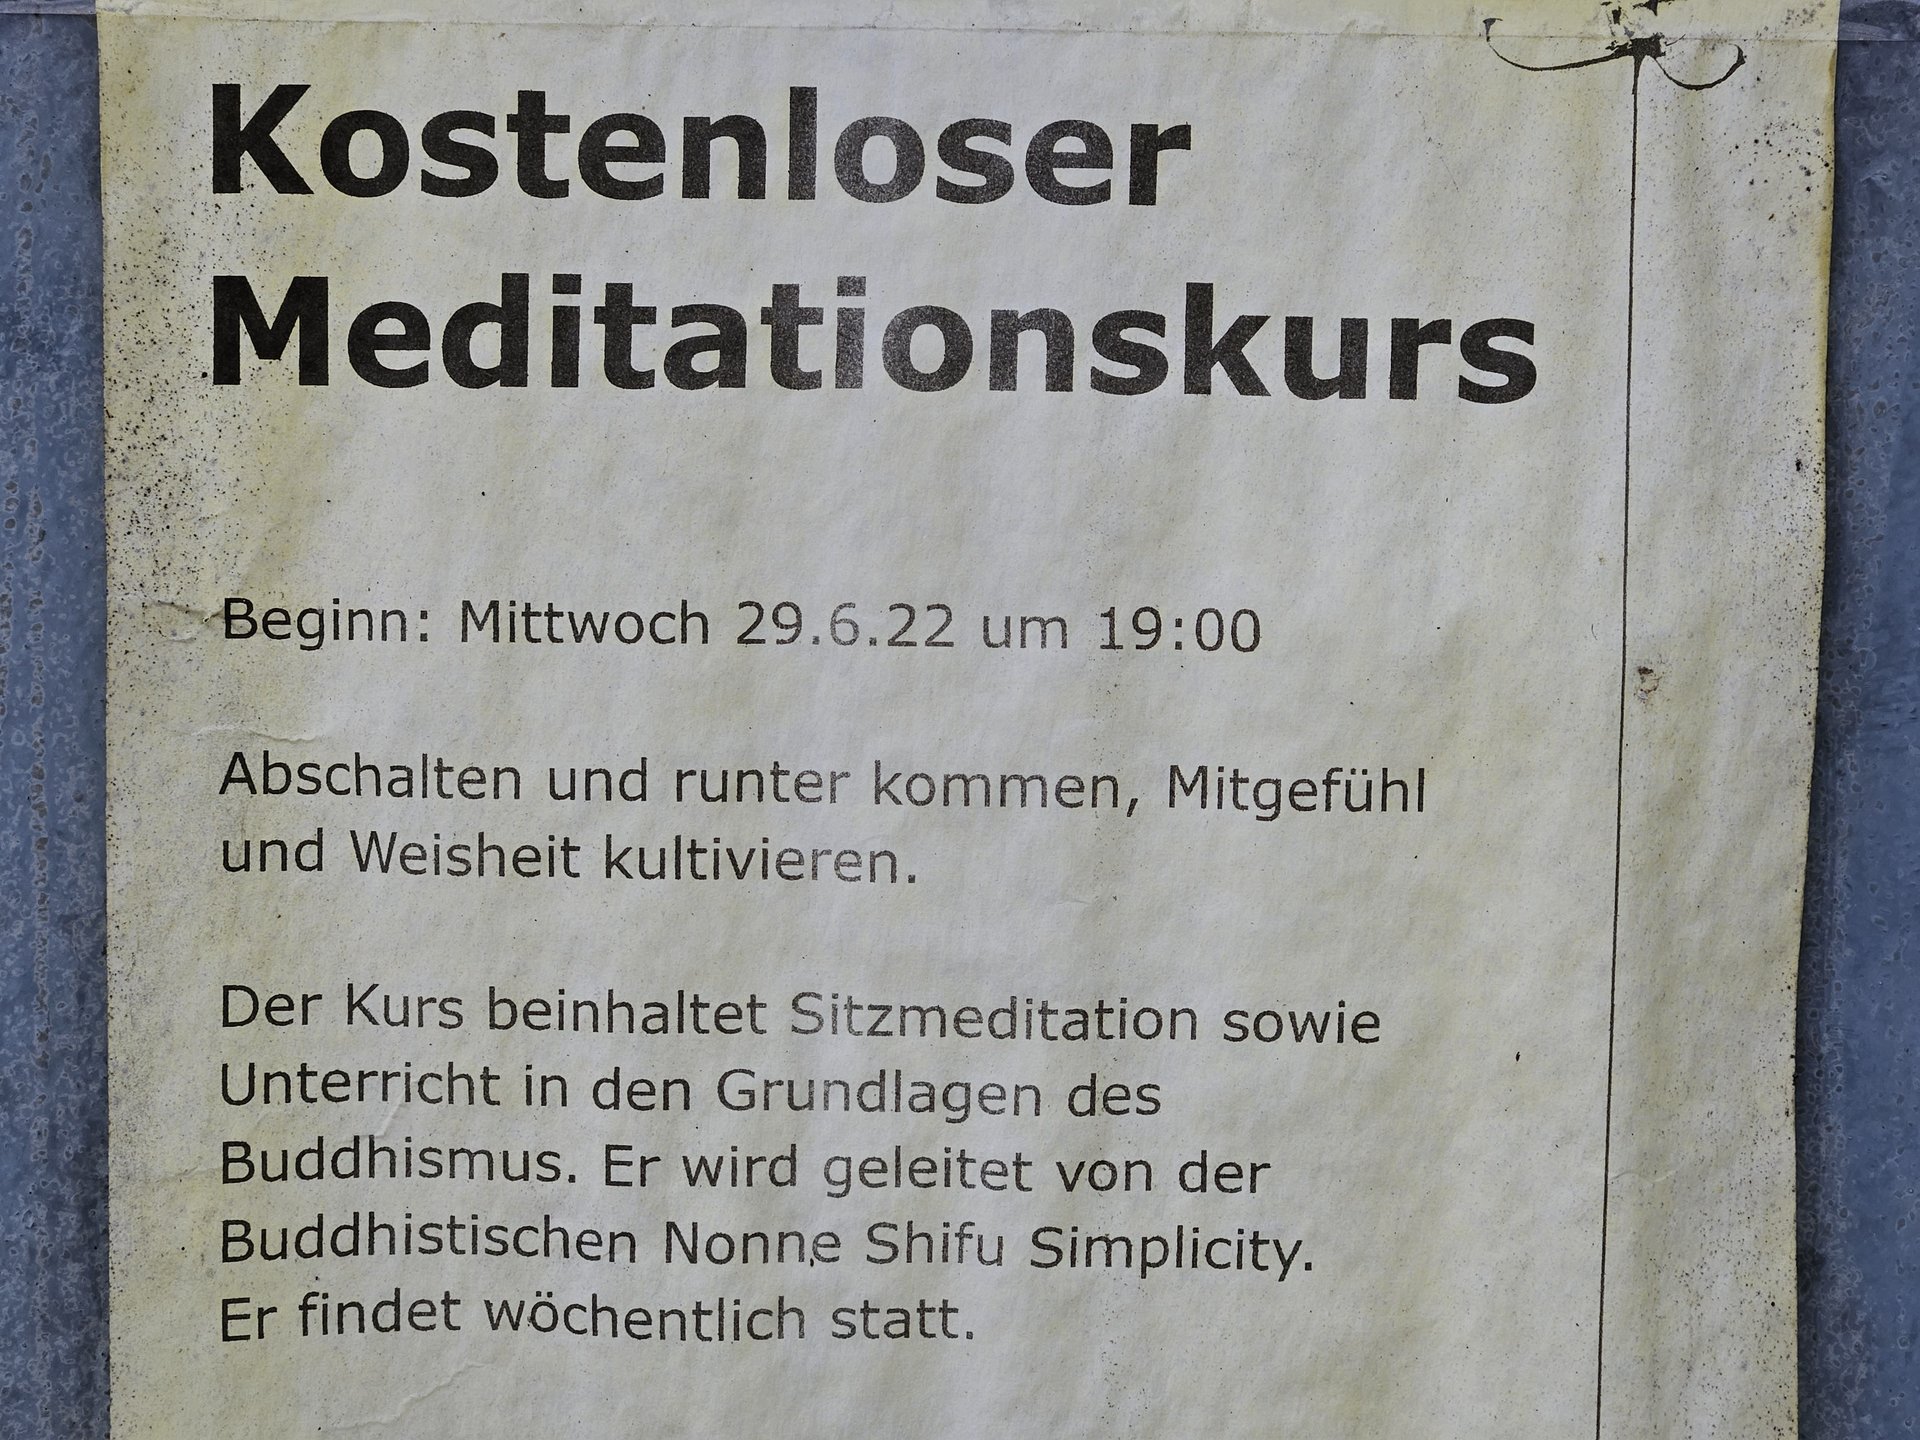 Kostenloser
Meditationskurs
Beginn: Mittwoch 29.6.22 um 19:00
Abschalten und runter kommen, Mitgefühl
und Weisheit kultivieren.
Der Kurs beinhaltet Sitzmeditation sowie
Unterricht in den Grundlagen des
Buddhismus. Er wird geleitet von der
Buddhistischen Nonne Shifu Simplicity.
Er findet wöchentlich statt.